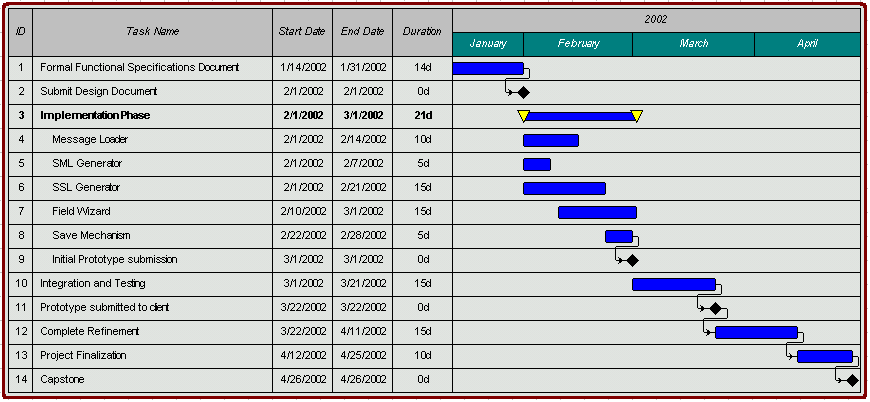 2002
ID Task Name Start Date End Date Duration
January February March April
1 Formal Functional Specifications Document 1/14/2002 1/31/2002 14d
2 Submit Design Document 2/1/2002 2/1/2002 0d
3 Implementation Phase 2/1/2002 3/1/2002 21d
4 Message Loader 2/1/2002 2/14/2002 10d
5 SML Generator 2/1/2002 2/7/2002 5d
6 SSL Generator 2/1/2002 2/21/2002 15d
7 Field Wizard 2/10/2002 3/1/2002 15d
8 Save Mechanism 2/22/2002 2/28/2002 5d
9 Initial Prototype submission 3/1/2002 3/1/2002 0d
10 Integration and Testing 3/1/2002 3/21/2002 15d
11 Prototype submitted to client 3/22/2002 3/22/2002 0d
12 Complete Refinement 3/22/2002 4/11/2002 15d
13 Project Finalization 4/12/2002 4/25/2002 10d
14 Capstone 4/26/2002 4/26/2002 0d